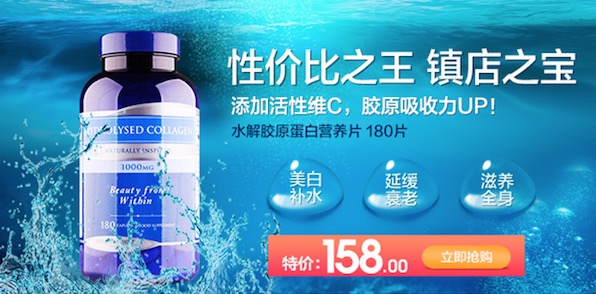 性价比之王 镇店之宝
添加活性维C，胶原吸收力UP！
水解胶原蛋白营养片 180片
美白
补水
延缓
衰老
滋养
全身
特价：158.00
立即抢购
COLLAGEN
NATURALLY
1000MG
Beauty from
Within
180